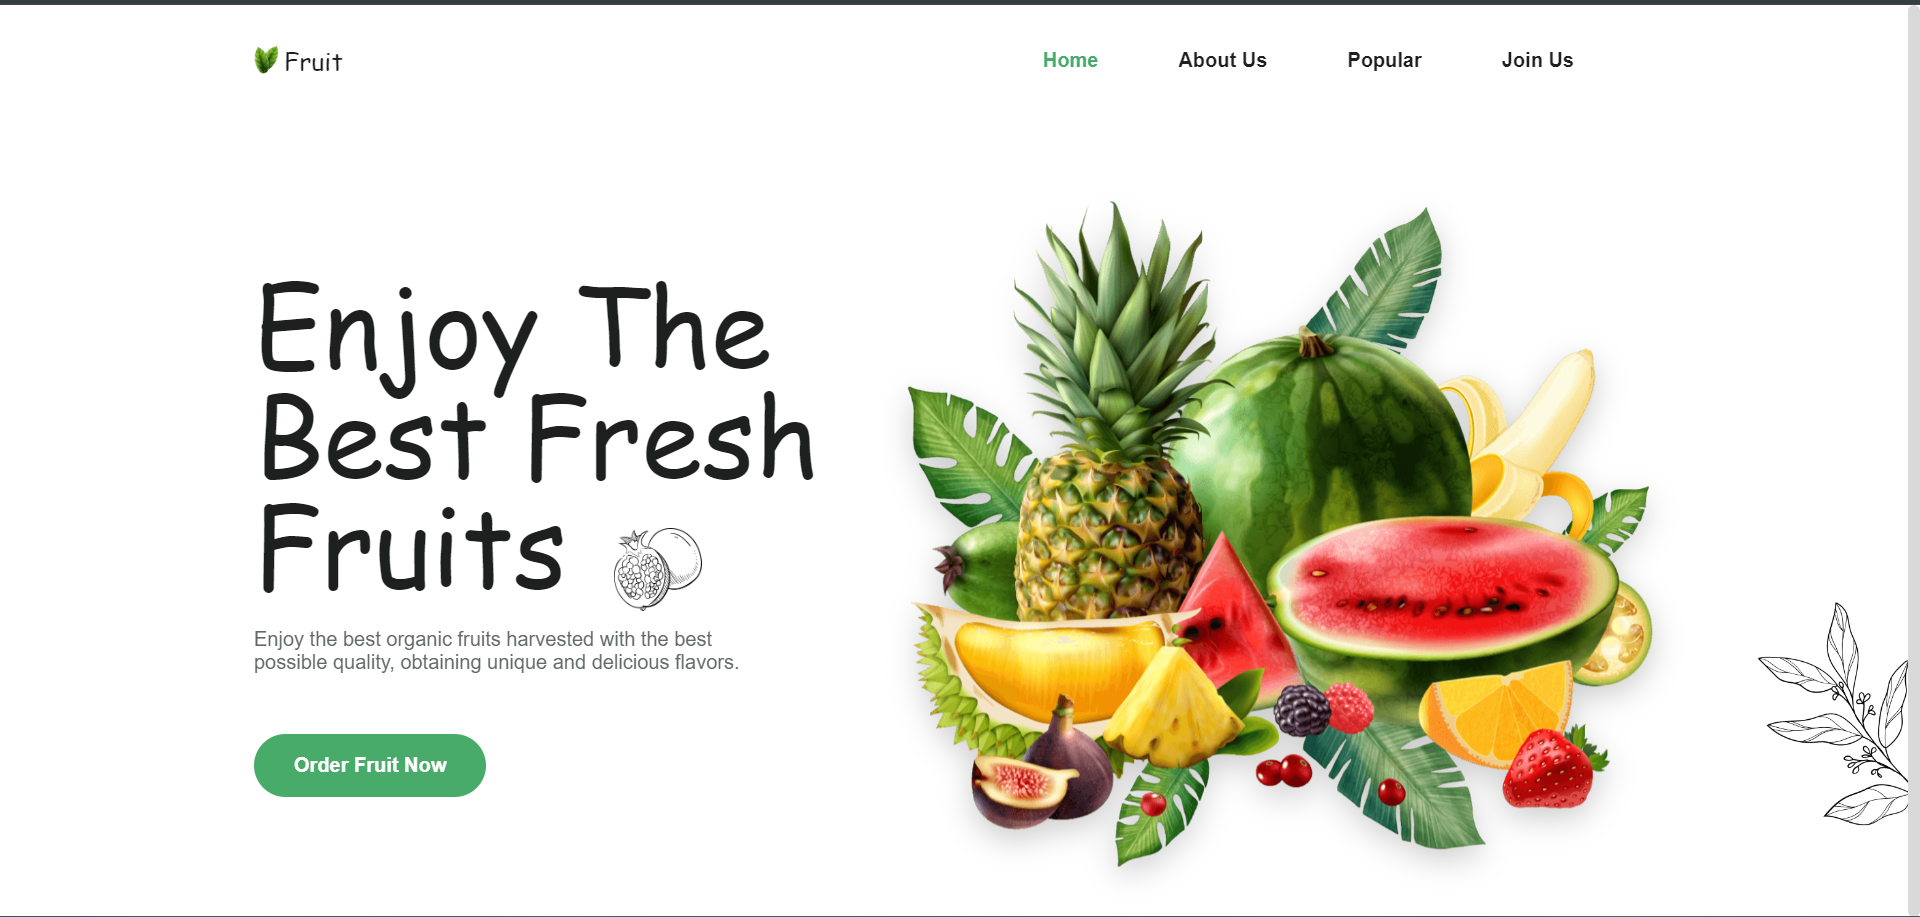 Fruit
Home
About Us
Popular
Join Us
Enjoy The
Best Fresh
Fruits
Enjoy the best organic fruits harvested with the best
possible quality, obtaining unique and delicious flavors.
Order Fruit Now